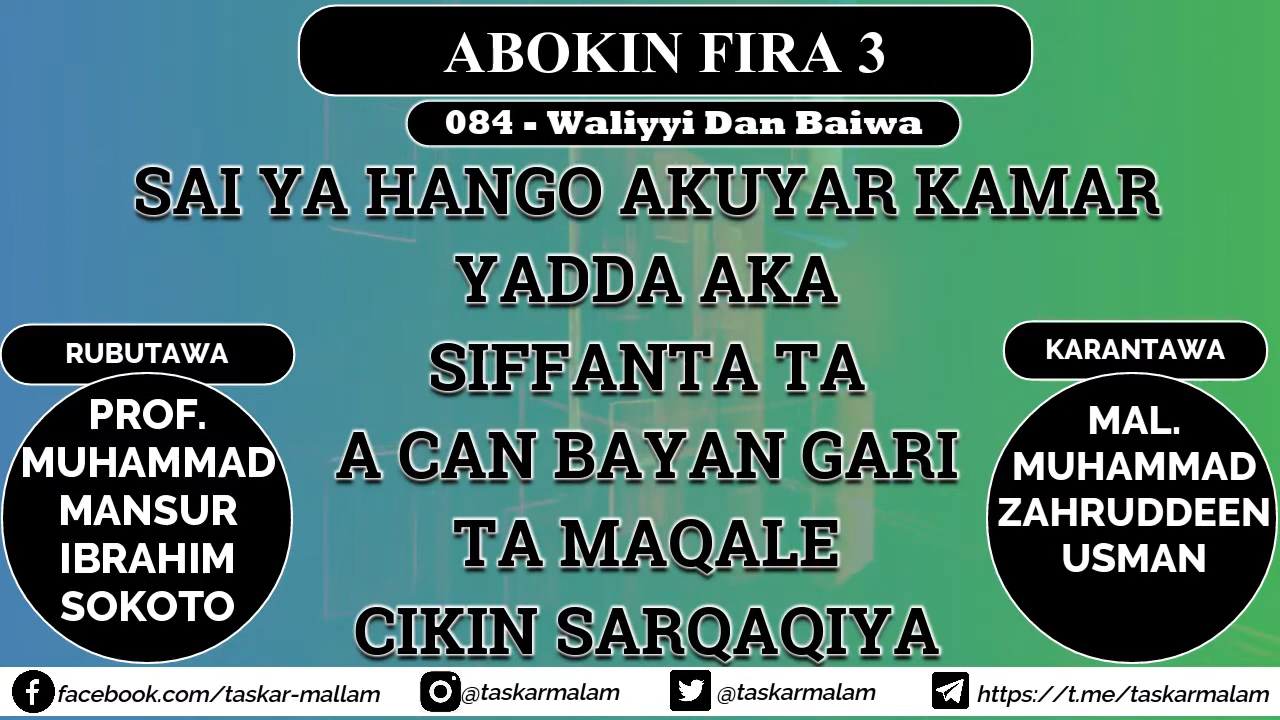 ABOKIN FIRA 3
084 - Waliyyi Dan Baiwa
SAI YA HANGO AKUYAR KAMAR
YADDA AKA
SIFFANTA TA
A CAN BAYAN GARI
TA MAQALE
CIKIN SARQAQIYA
RUBUTAWA
PROF.
MUHAMMAD
MANSUR
IBRAHIM
SOKOTO
KARANTAWA
MAL.
MUHAMMAD
ZAHRUDDEEN
USMAN
facebook.com/taskar-mallam
@taskarmalam
@taskarmalam
https://t.me/taskarmalam